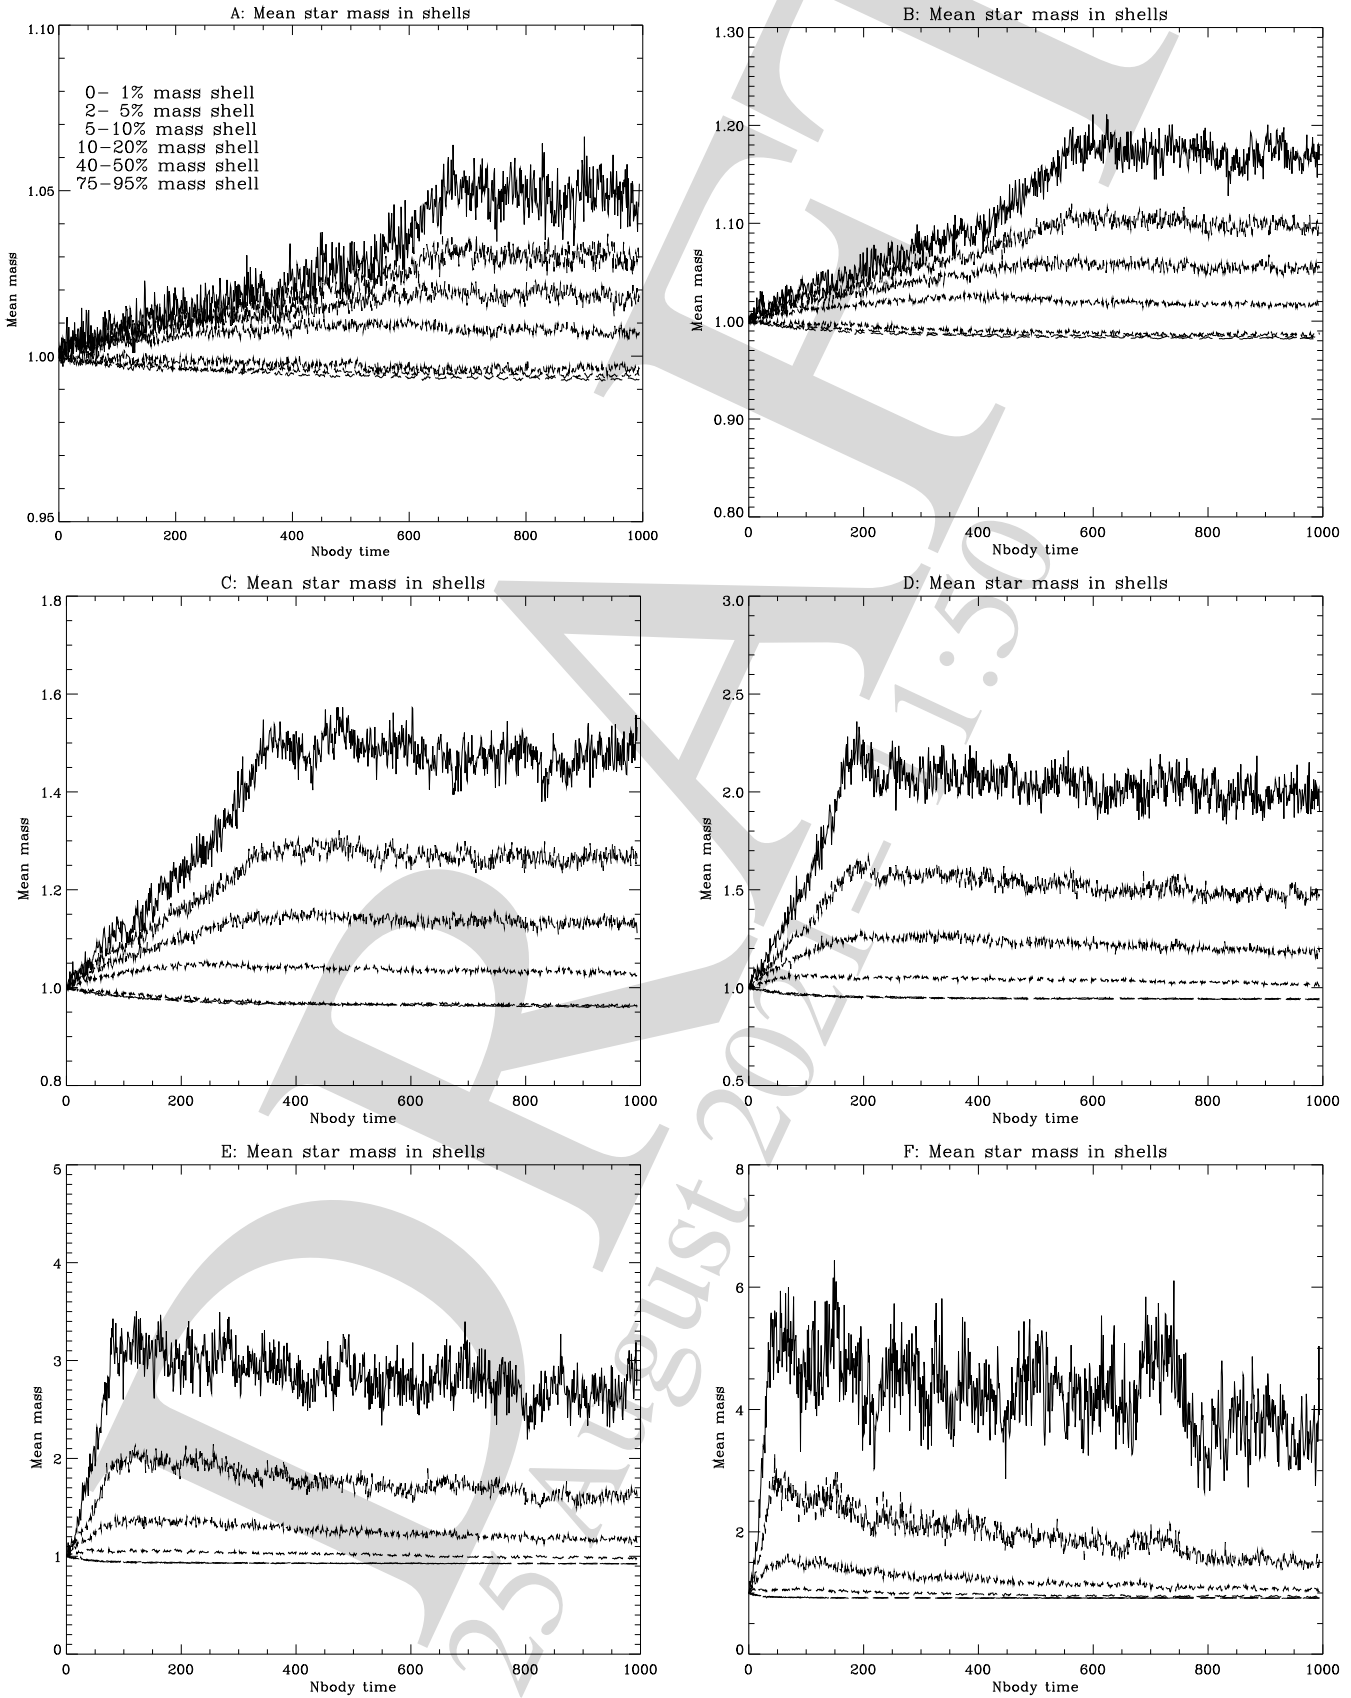 A: Mean star mass in shells
1.10
1.05
1.00
0.95
Mean mass
0- 1% mass shell
2- 5% mass shell
5-10% mass shell
10-20% mass shell
40-50% mass shell
75-95% mass shell
0 200 400 600 800 1000
Nbody time
B: Mean star mass in shells
1.30
1.20
1.10
1.00
0.90
0.80
Mean mass
0 200 400 600 800 1000
Nbody time
C: Mean star mass in shells
1.8
1.6
1.4
1.2
1.0
0.8
Mean mass
0 200 400 600 800 1000
Nbody time
D: Mean star mass in shells
3.0
2.5
2.0
1.5
1.0
0.5
Mean mass
0 200 400 600 800 1000
Nbody time
E: Mean star mass in shells
5
4
3
2
1
0
Mean mass
0 200 400 600 800 1000
Nbody time
F: Mean star mass in shells
8
6
4
2
0
Mean mass
0 200 400 600 800 1000
Nbody time
DRAFT
25 August 2021 – 1:50